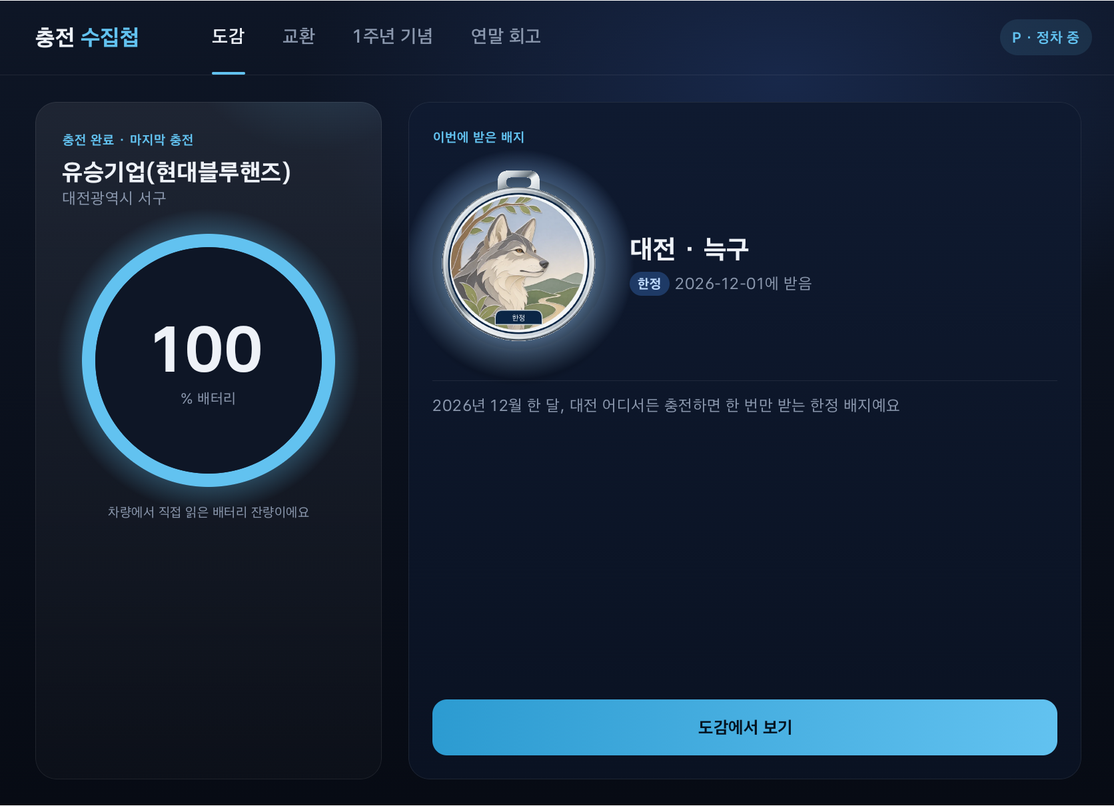 충전 수집첩
도감
교환
1주년 기념
연말 회고
P · 정차 중
충전 완료 · 마지막 충전
유승기업(현대블루핸즈)
대전광역시 서구
100
% 배터리
차량에서 직접 읽은 배터리 잔량이에요
이번에 받은 배지
한정
대전 · 늑구
한정 2026-12-01에 받음
2026년 12월 한 달, 대전 어디서든 충전하면 한 번만 받는 한정 배지예요
도감에서 보기